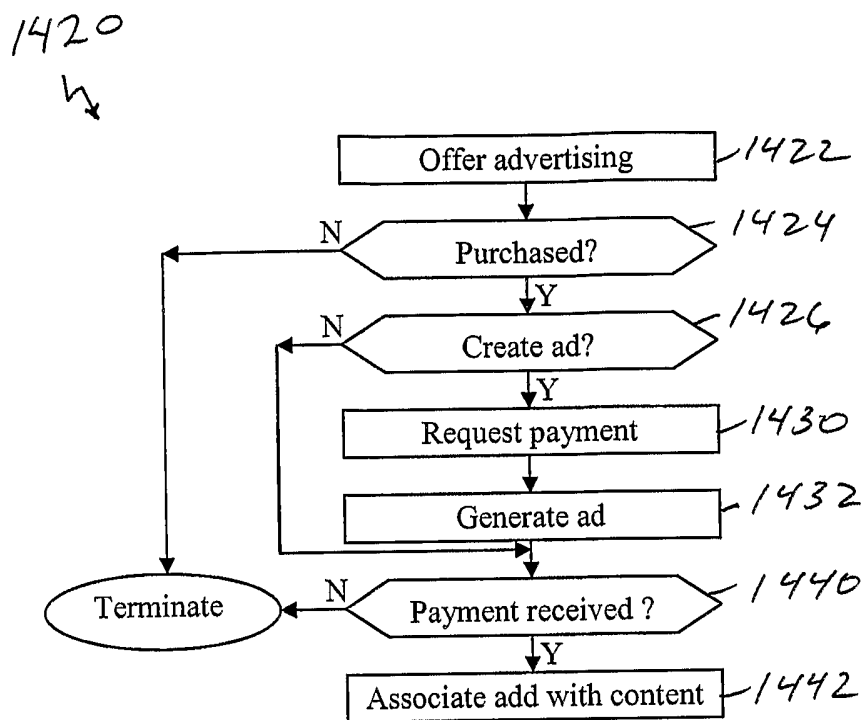 1420
Offer advertising 1422
N Purchased? 1424
Y
N Create ad? 1426
Y
Request payment 1430
Generate ad 1432
Terminate N Payment received ? 1440
Y
Associate add with content 1442